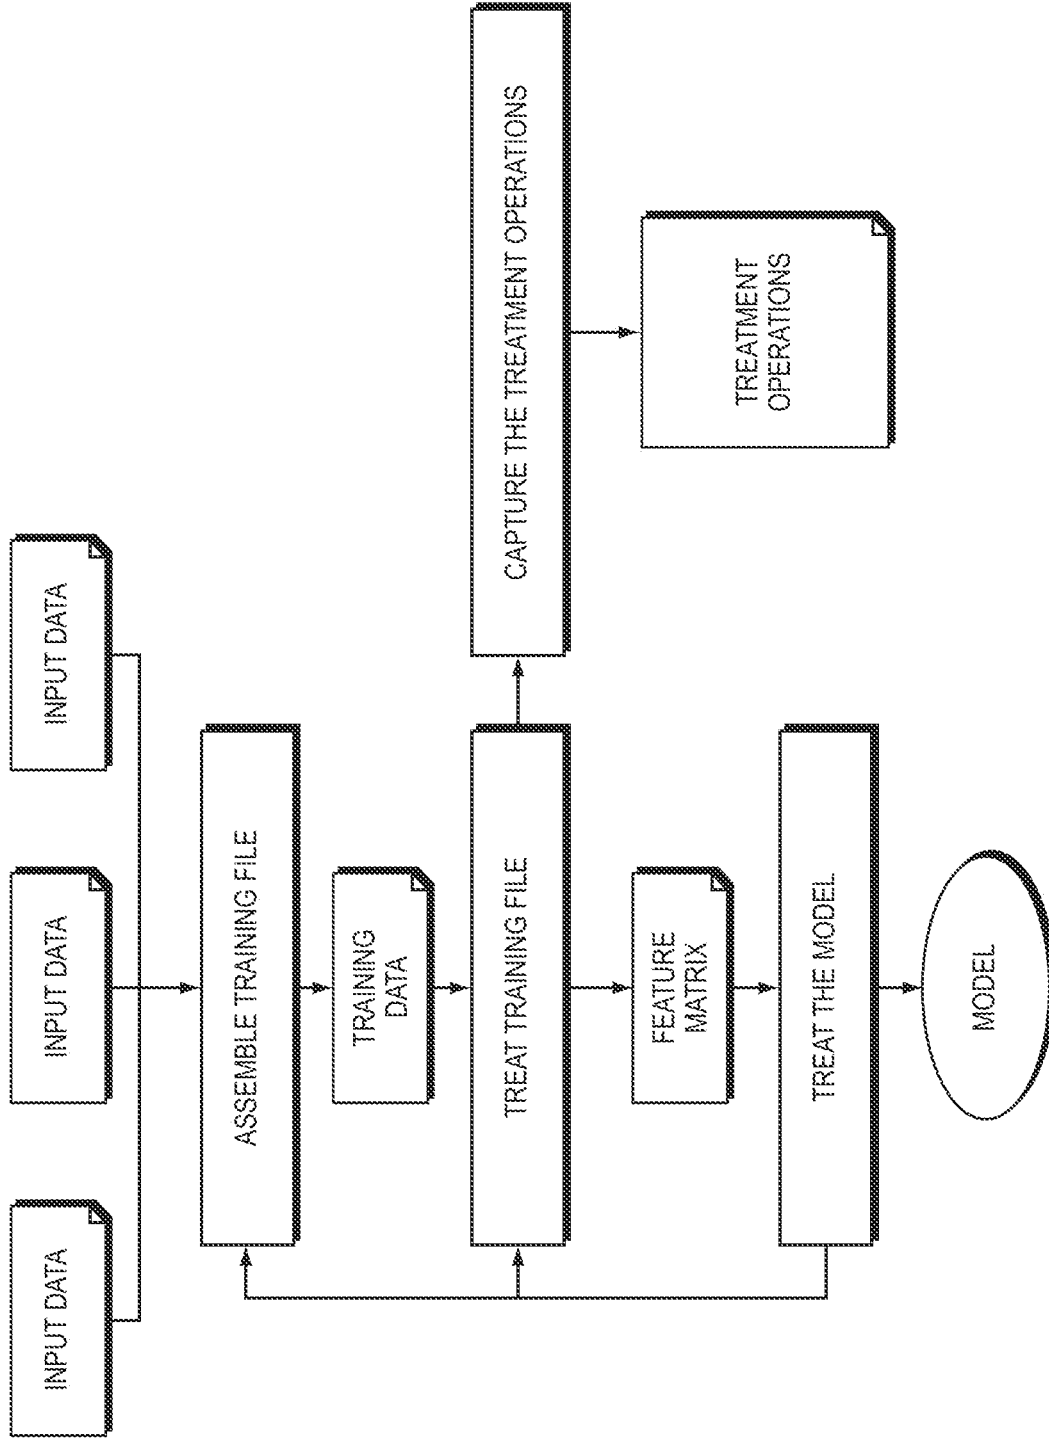 INPUT DATA
INPUT DATA
INPUT DATA
ASSEMBLE TRAINING FILE
TRAINING
DATA
TREAT TRAINING FILE
CAPTURE THE TREATMENT OPERATIONS
FEATURE
MATRIX
TREATMENT
OPERATIONS
TREAT THE MODEL
MODEL